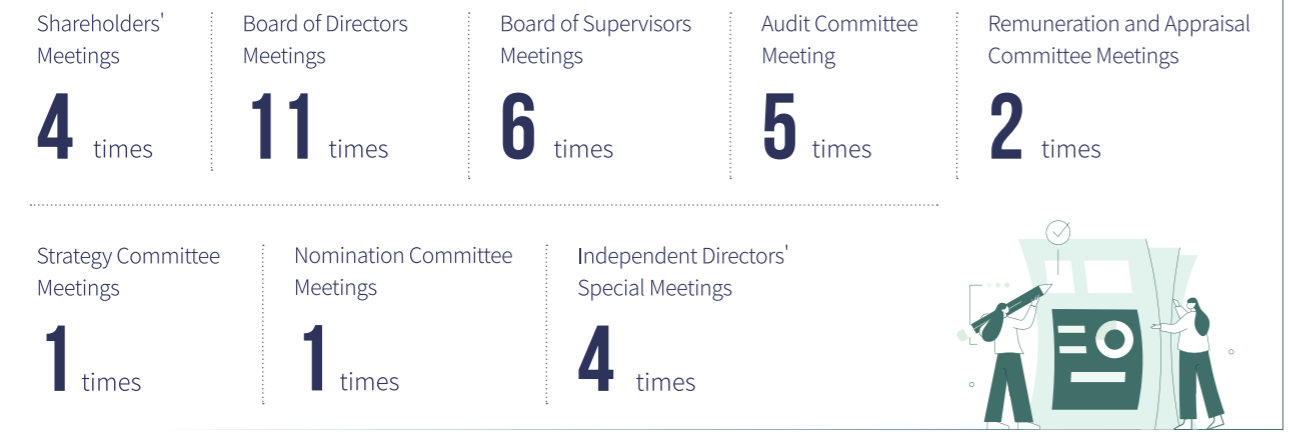 Shareholders'
Meetings
4 times
Board of Directors
Meetings
11 times
Board of Supervisors
Meetings
6 times
Audit Committee
Meeting
5 times
Remuneration and Appraisal
Committee Meetings
2 times
Strategy Committee
Meetings
1 times
Nomination Committee
Meetings
1 times
Independent Directors'
Special Meetings
4 times